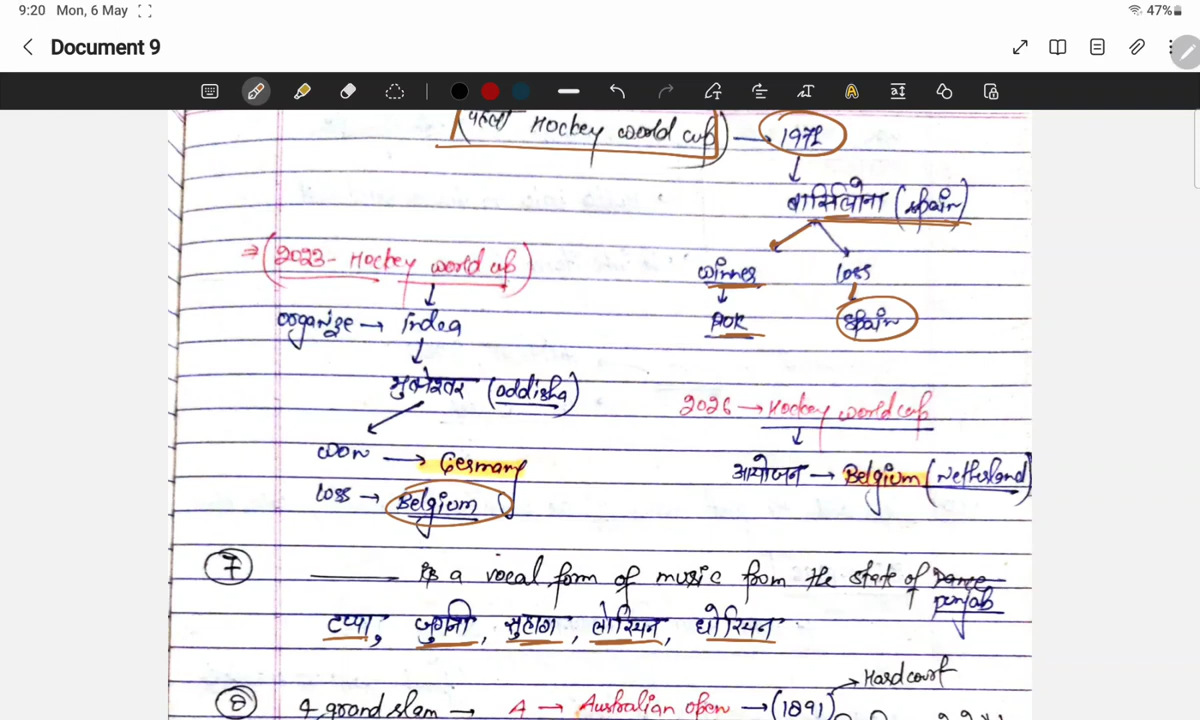 9:20 Mon, 6 May 47%
Document 9
(पहला Hockey world cup) → 1971
बार्सिलोना (spain)
⇒ (2023 - Hockey world cup)
winner loss
organize → india
POK spain
भुवनेश्वर (oddisha)
2026 → Hockey world cup
won → Germany
आयोजन → Belgium (Netherland)
loss → Belgium
7 ______ is a vocal form of music from the state of
punjab
टप्पा, जुगनी, सुहाग, लोरियन, घोरियन
→ Hard court
8 4 grand slam → A → Australian open → (1891)